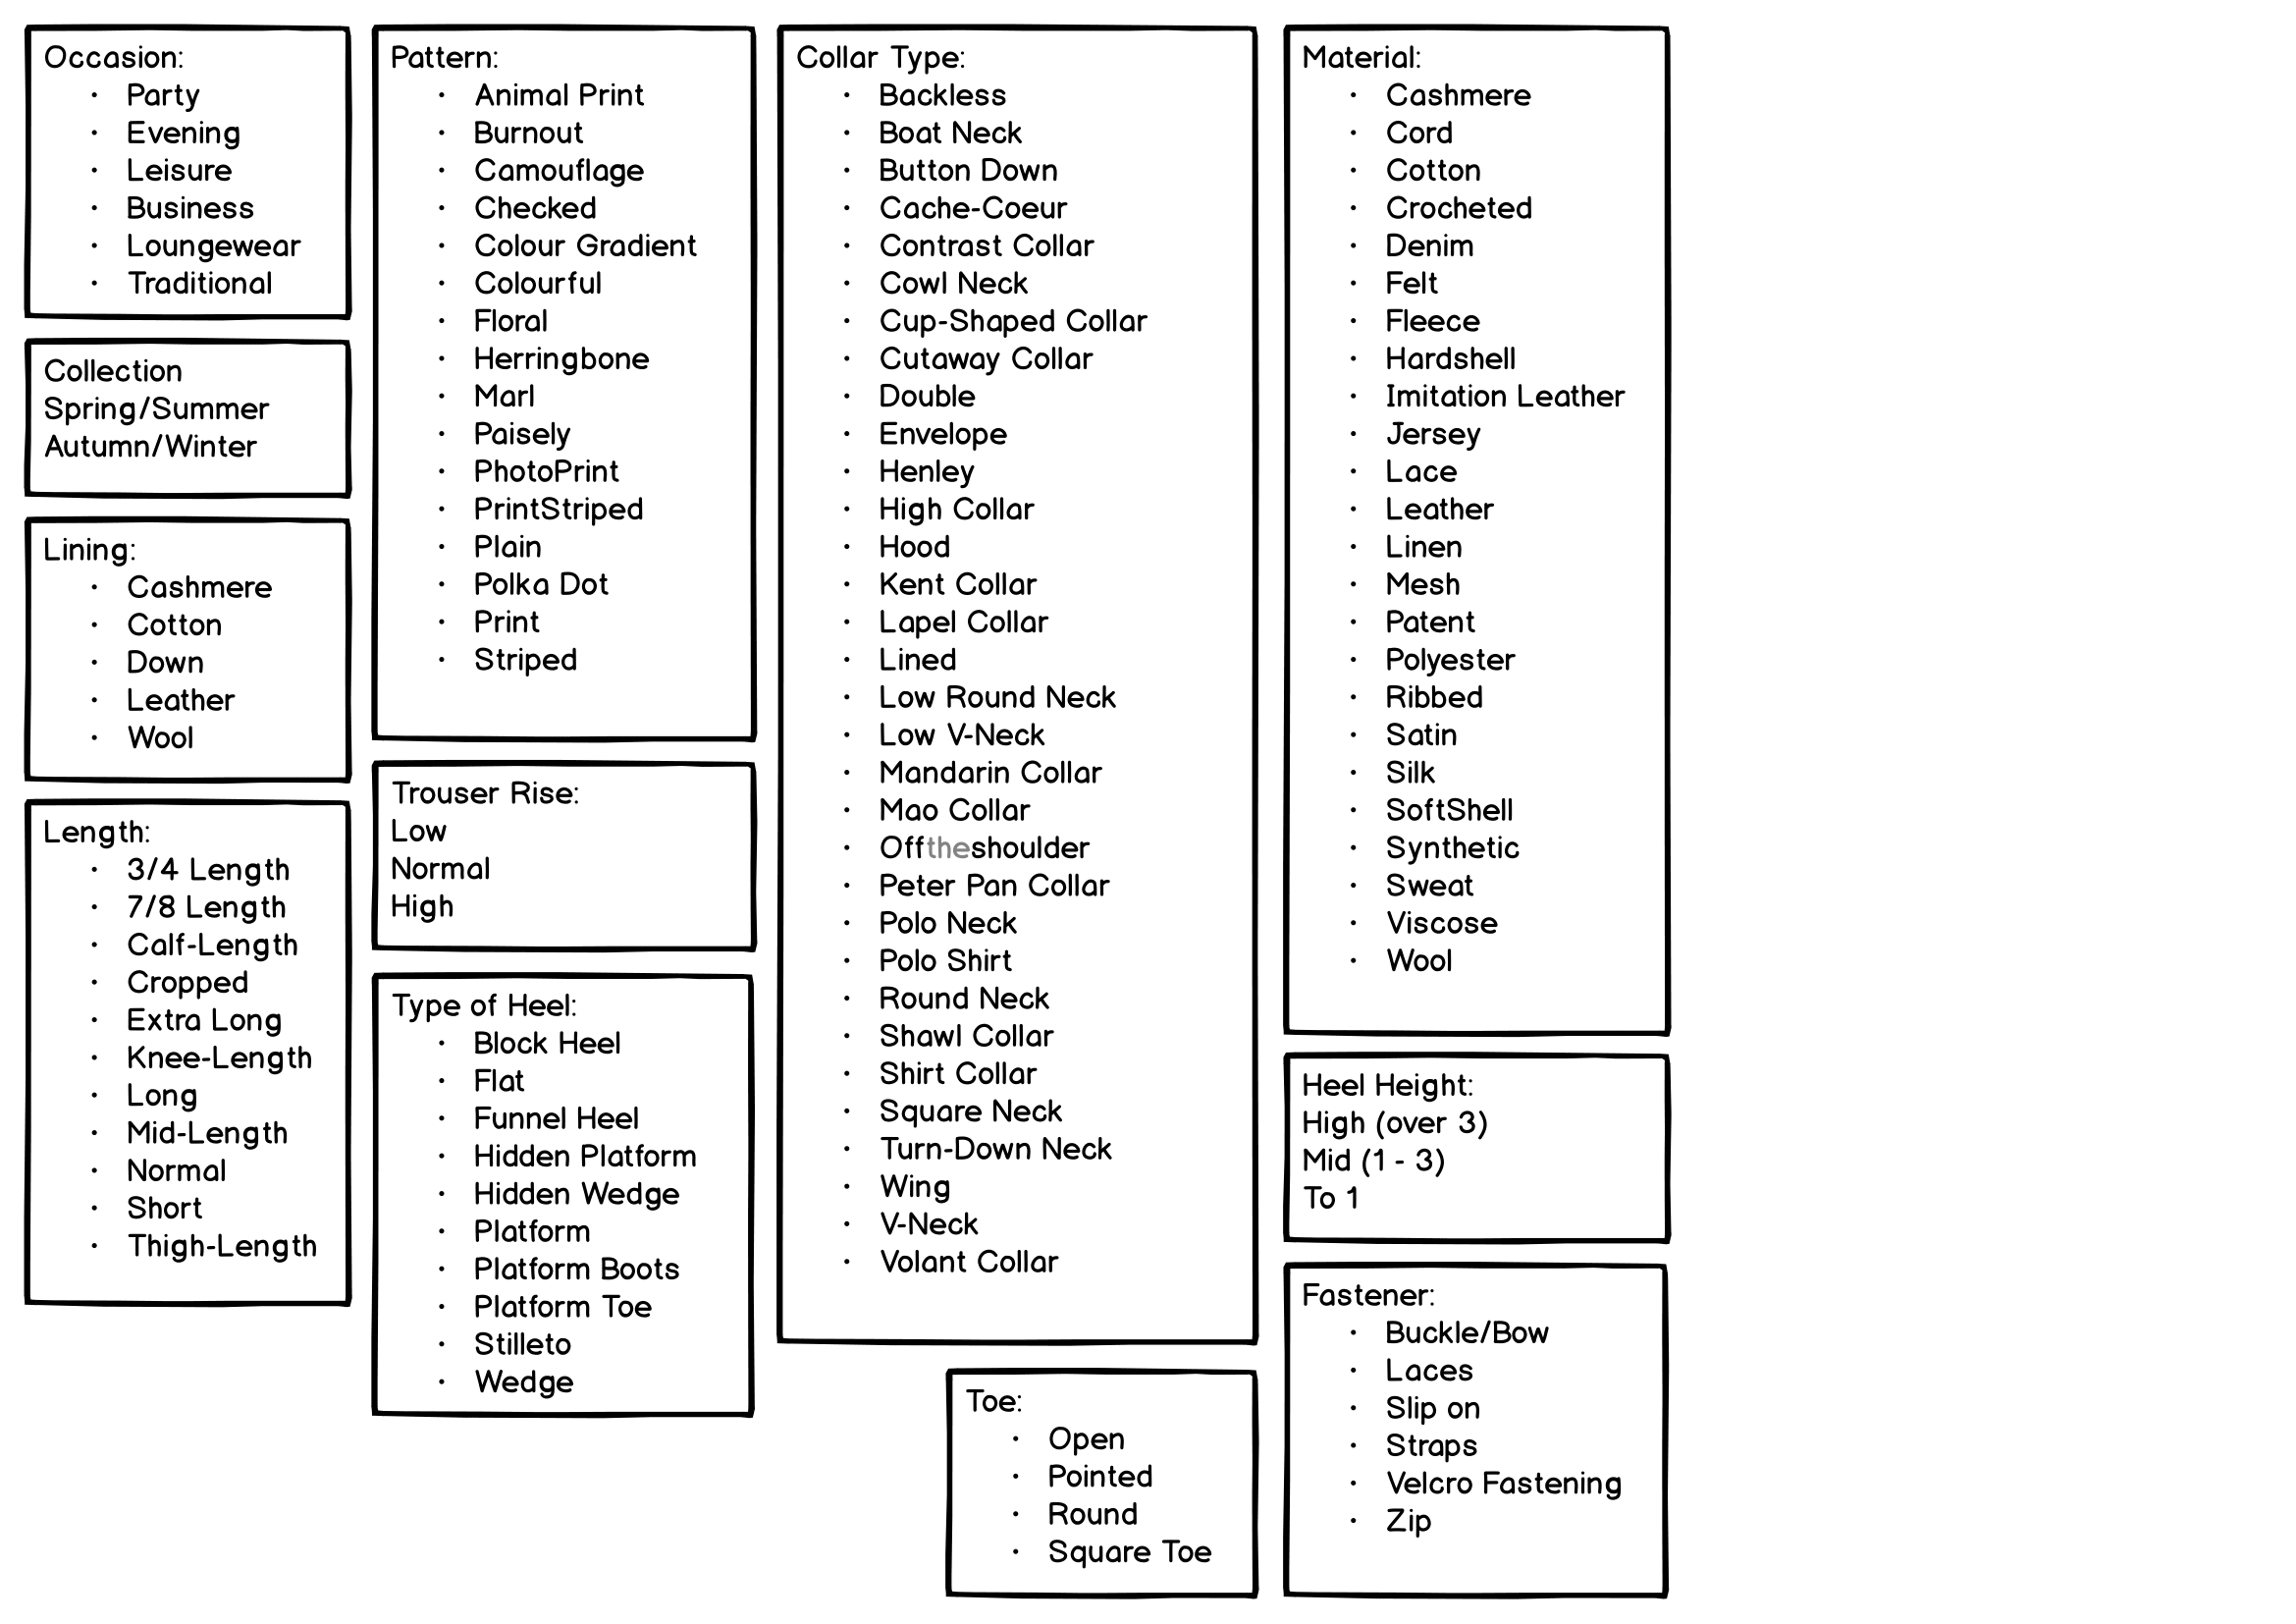 Occasion:
· Party
· Evening
· Leisure
· Business
· Loungewear
· Traditional
Collection
Spring/Summer
Autumn/Winter
Lining:
· Cashmere
· Cotton
· Down
· Leather
· Wool
Length:
· 3/4 Length
· 7/8 Length
· Calf-Length
· Cropped
· Extra Long
· Knee-Length
· Long
· Mid-Length
· Normal
· Short
· Thigh-Length
Pattern:
· Animal Print
· Burnout
· Camouflage
· Checked
· Colour Gradient
· Colourful
· Floral
· Herringbone
· Marl
· Paisely
· PhotoPrint
· PrintStriped
· Plain
· Polka Dot
· Print
· Striped
Trouser Rise:
Low
Normal
High
Type of Heel:
· Block Heel
· Flat
· Funnel Heel
· Hidden Platform
· Hidden Wedge
· Platform
· Platform Boots
· Platform Toe
· Stilleto
· Wedge
Collar Type:
· Backless
· Boat Neck
· Button Down
· Cache-Coeur
· Contrast Collar
· Cowl Neck
· Cup-Shaped Collar
· Cutaway Collar
· Double
· Envelope
· Henley
· High Collar
· Hood
· Kent Collar
· Lapel Collar
· Lined
· Low Round Neck
· Low V-Neck
· Mandarin Collar
· Mao Collar
· Offtheshoulder
· Peter Pan Collar
· Polo Neck
· Polo Shirt
· Round Neck
· Shawl Collar
· Shirt Collar
· Square Neck
· Turn-Down Neck
· Wing
· V-Neck
· Volant Collar
Toe:
· Open
· Pointed
· Round
· Square Toe
Material:
· Cashmere
· Cord
· Cotton
· Crocheted
· Denim
· Felt
· Fleece
· Hardshell
· Imitation Leather
· Jersey
· Lace
· Leather
· Linen
· Mesh
· Patent
· Polyester
· Ribbed
· Satin
· Silk
· SoftShell
· Synthetic
· Sweat
· Viscose
· Wool
Heel Height:
High (over 3)
Mid (1 - 3)
To 1
Fastener:
· Buckle/Bow
· Laces
· Slip on
· Straps
· Velcro Fastening
· Zip